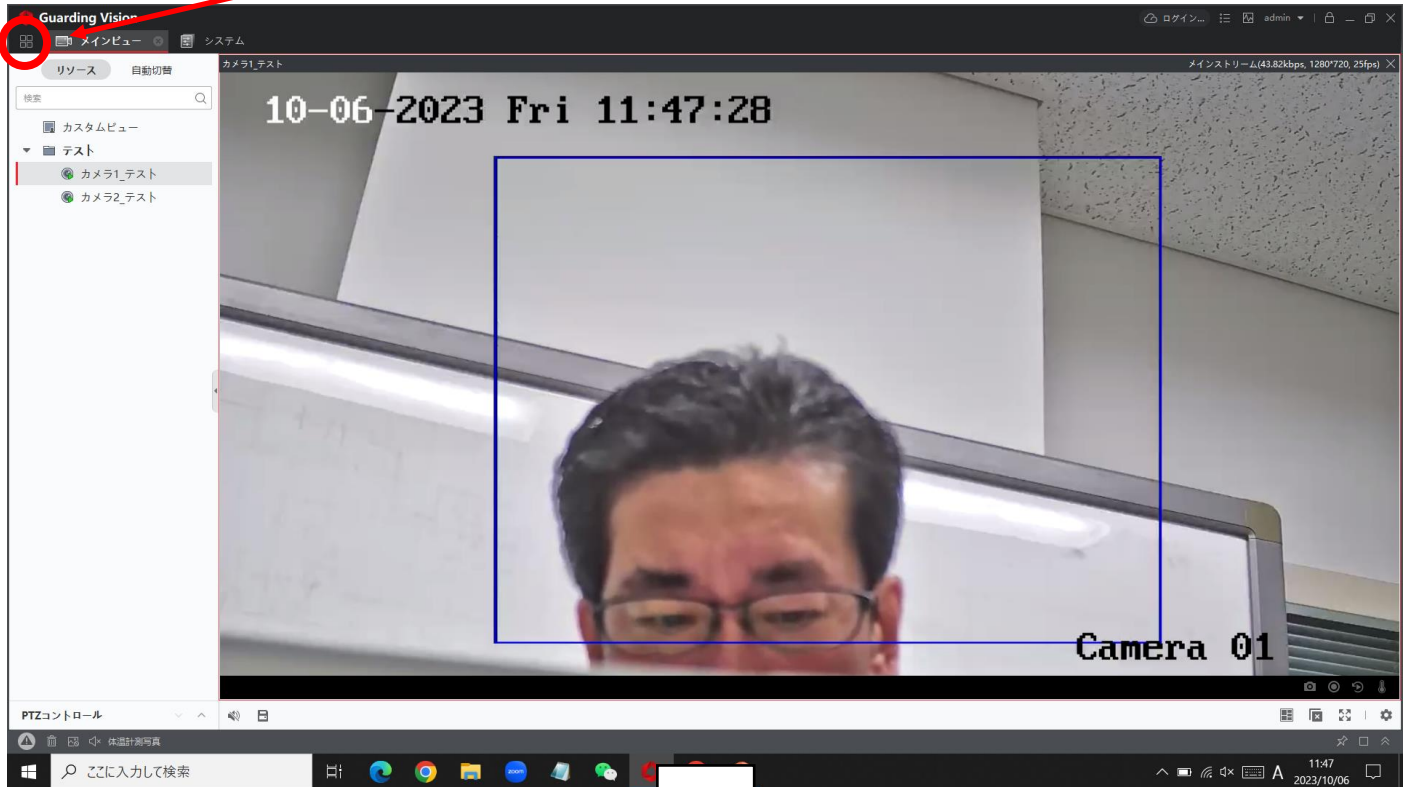 Guarding Vision
ログイン...
admin
メインビュー
システム
リソース
自動切替
カメラ1_テスト
メインストリーム(43.82kbps, 1280*720, 25fps)
検索
カスタムビュー
テスト
カメラ1_テスト
カメラ2_テスト
10-06-2023 Fri 11:47:28
Camera 01
PTZコントロール
体温計測写真
ここに入力して検索
zoom
A
11:47
2023/10/06